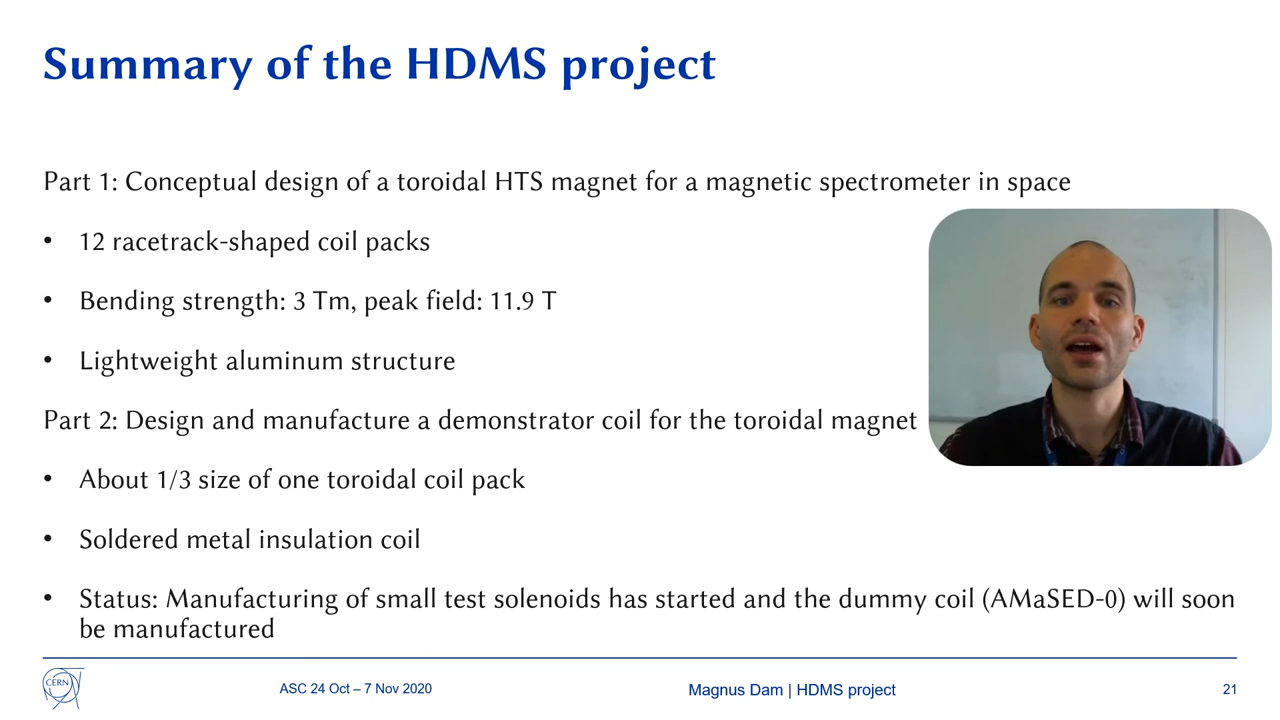 Summary of the HDMS project
Part 1: Conceptual design of a toroidal HTS magnet for a magnetic spectrometer in space
• 12 racetrack-shaped coil packs
• Bending strength: 3 Tm, peak field: 11.9 T
• Lightweight aluminum structure
Part 2: Design and manufacture a demonstrator coil for the toroidal magnet
• About 1/3 size of one toroidal coil pack
• Soldered metal insulation coil
• Status: Manufacturing of small test solenoids has started and the dummy coil (AMaSED-0) will soon
be manufactured
CERN
ASC 24 Oct – 7 Nov 2020
Magnus Dam | HDMS project
21